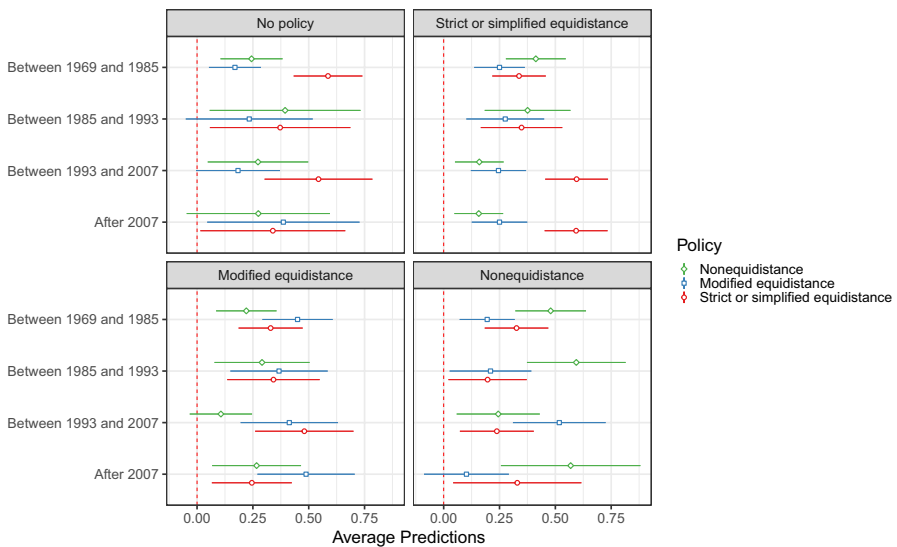 No policy
Strict or simplified equidistance
Between 1969 and 1985
Between 1985 and 1993
Between 1993 and 2007
After 2007
Modified equidistance
Nonequidistance
Between 1969 and 1985
Between 1985 and 1993
Between 1993 and 2007
After 2007
0.00 0.25 0.50 0.75
0.00 0.25 0.50 0.75
Average Predictions
Policy
Nonequidistance
Modified equidistance
Strict or simplified equidistance